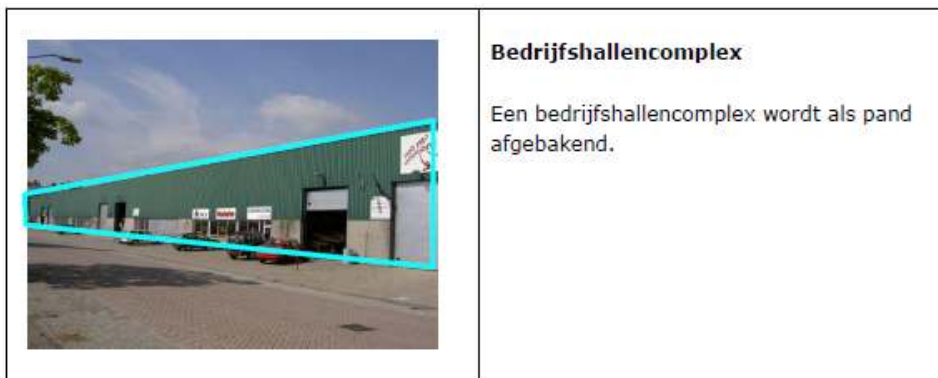 Bedrijfshallencomplex
Een bedrijfshallencomplex wordt als pand
afgebakend.